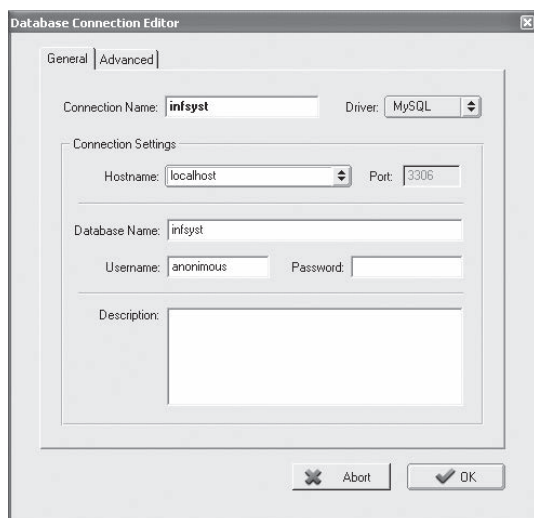 Database Connection Editor
General Advanced
Connection Name: infsyst Driver: MySQL
Connection Settings
Hostname: localhost Port: 3306
Database Name: infsyst
Username: anonimous Password:
Description:
Abort OK